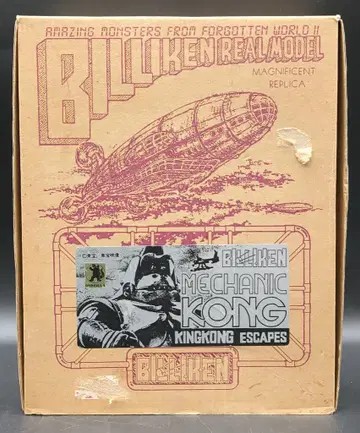 AMAZING MONSTERS FROM FORGOTTEN WORLD II
BILLIKEN REAL MODEL
MAGNIFICENT
REPLICA
BILLIKEN
MECHANIC
KONG
KINGKONG ESCAPES
BILLIKEN